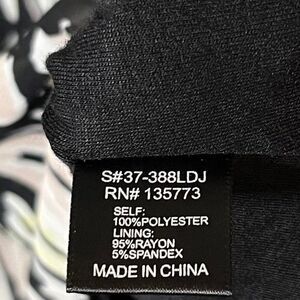 S#37-388LDJ
RN# 135773
SELF:
100%POLYESTER
LINING:
95%RAYON
5%SPANDEX
MADE IN CHINA